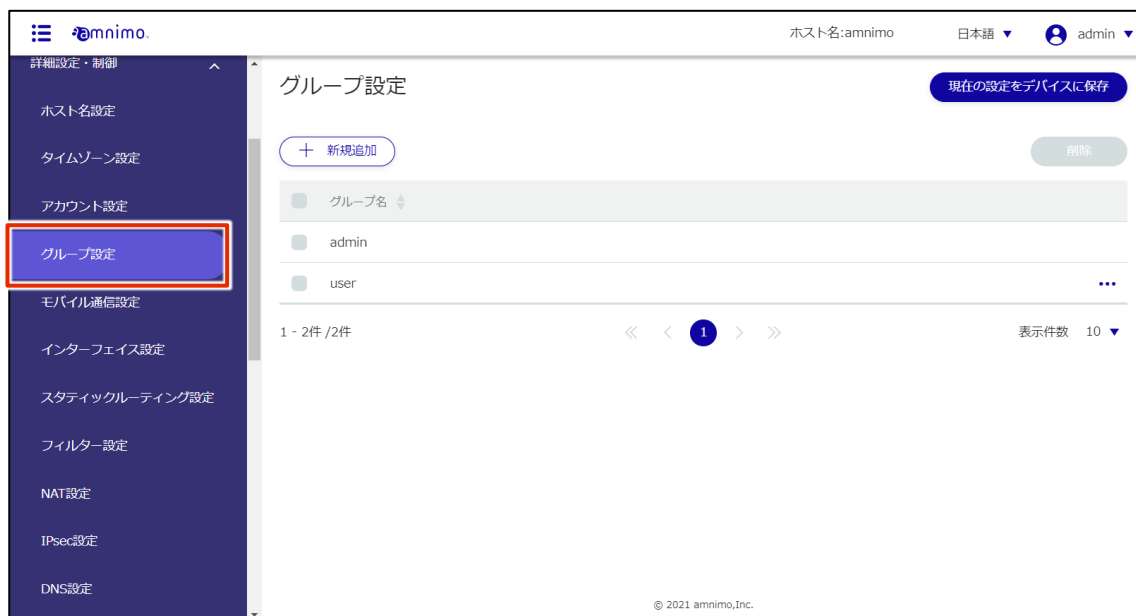 amnimo.
ホスト名:amnimo
日本語 ▼
admin ▼
詳細設定・制御
ホスト名設定
タイムゾーン設定
アカウント設定
グループ設定
モバイル通信設定
インターフェイス設定
スタティックルーティング設定
フィルター設定
NAT設定
IPsec設定
DNS設定
グループ設定
現在の設定をデバイスに保存
+ 新規追加
削除
グループ名
admin
user
•••
1 - 2件 /2件
≪ < 1 > ≫
表示件数 10 ▼
© 2021 amnimo,Inc.